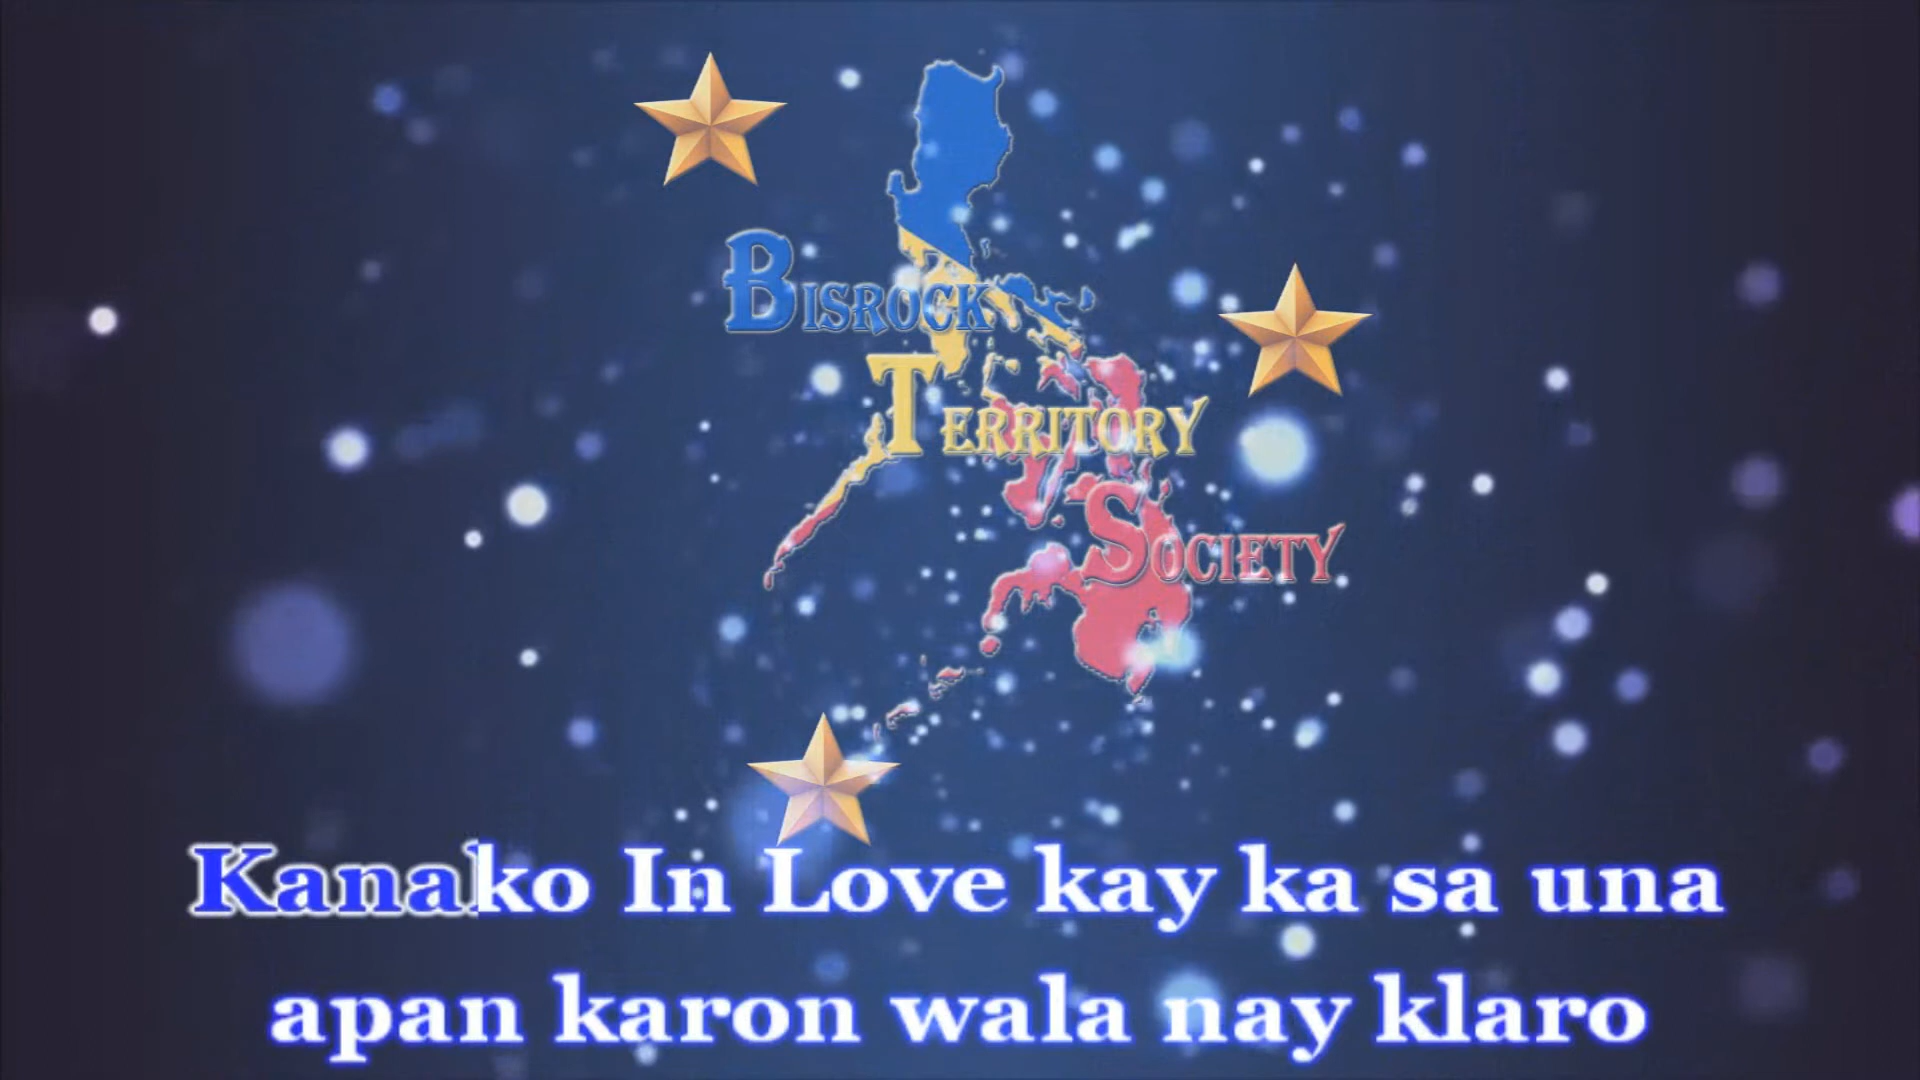 BISROCK
TERRITORY
SOCIETY
Kanako In Love kay ka sa una
apan karon wala nay klaro